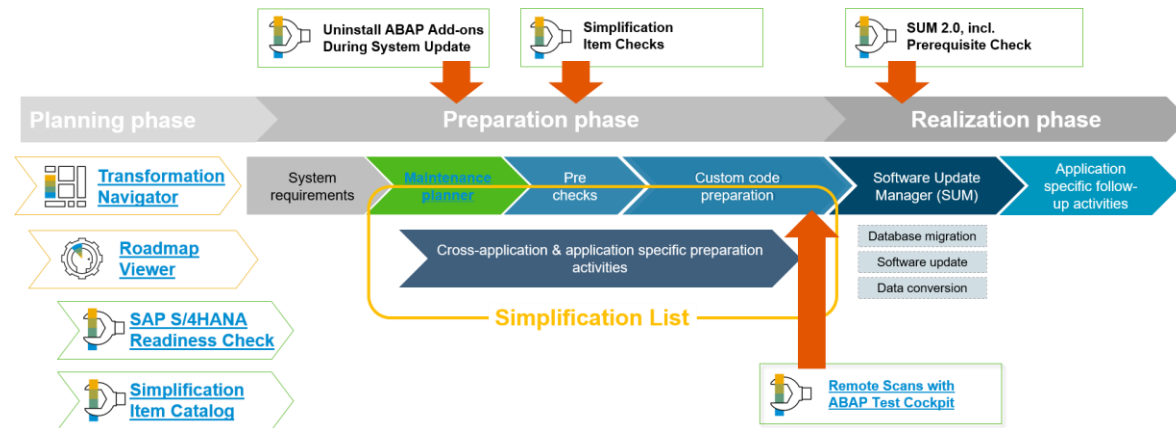 Uninstall ABAP Add-ons
During System Update
Simplification
Item Checks
SUM 2.0, incl.
Prerequisite Check
Planning phase
Preparation phase
Realization phase
Transformation
Navigator
System
requirements
Maintenance
planner
Pre
checks
Custom code
preparation
Software Update
Manager (SUM)
Application
specific follow-
up activities
Roadmap
Viewer
Cross-application & application specific preparation
activities
Database migration
Software update
Data conversion
Simplification List
SAP S/4HANA
Readiness Check
Simplification
Item Catalog
Remote Scans with
ABAP Test Cockpit